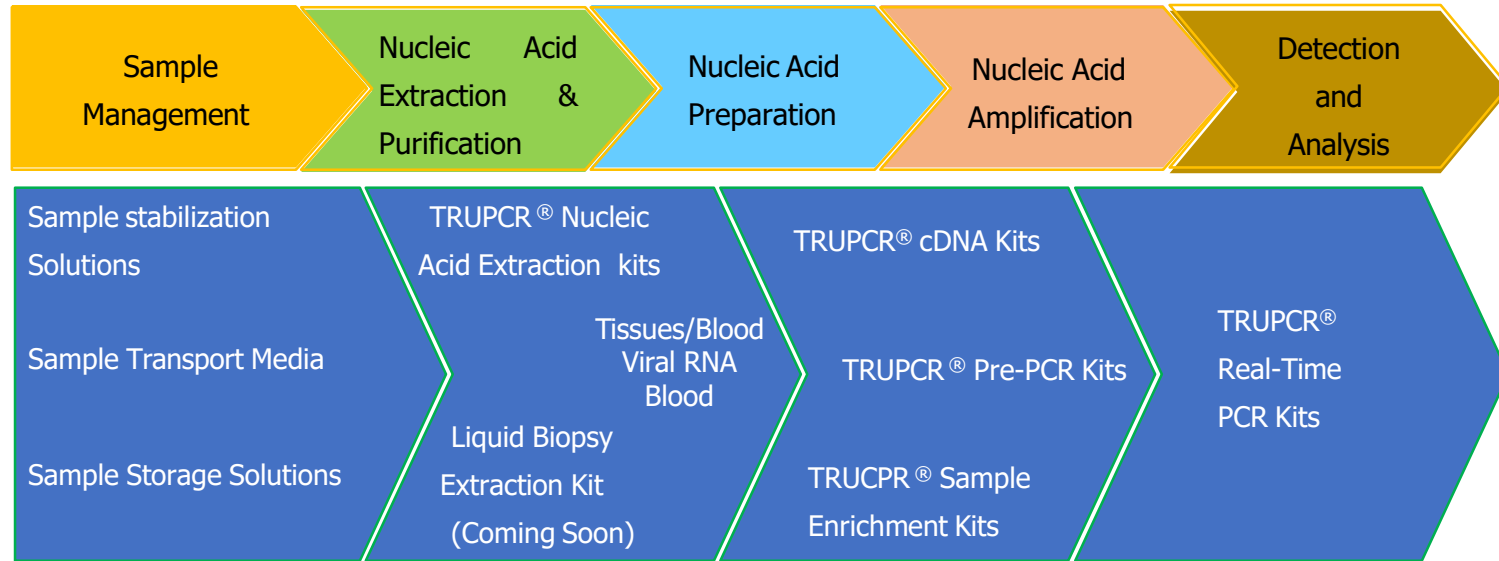 Sample
Management
Nucleic Acid
Extraction &
Purification
Nucleic Acid
Preparation
Nucleic Acid
Amplification
Detection
and
Analysis
Sample stabilization
Solutions
Sample Transport Media
Sample Storage Solutions
TRUPCR ® Nucleic
Acid Extraction kits
Tissues/Blood
Viral RNA
Blood
Liquid Biopsy
Extraction Kit
(Coming Soon)
TRUPCR® cDNA Kits
TRUPCR ® Pre-PCR Kits
TRUCPR ® Sample
Enrichment Kits
TRUPCR®
Real-Time
PCR Kits